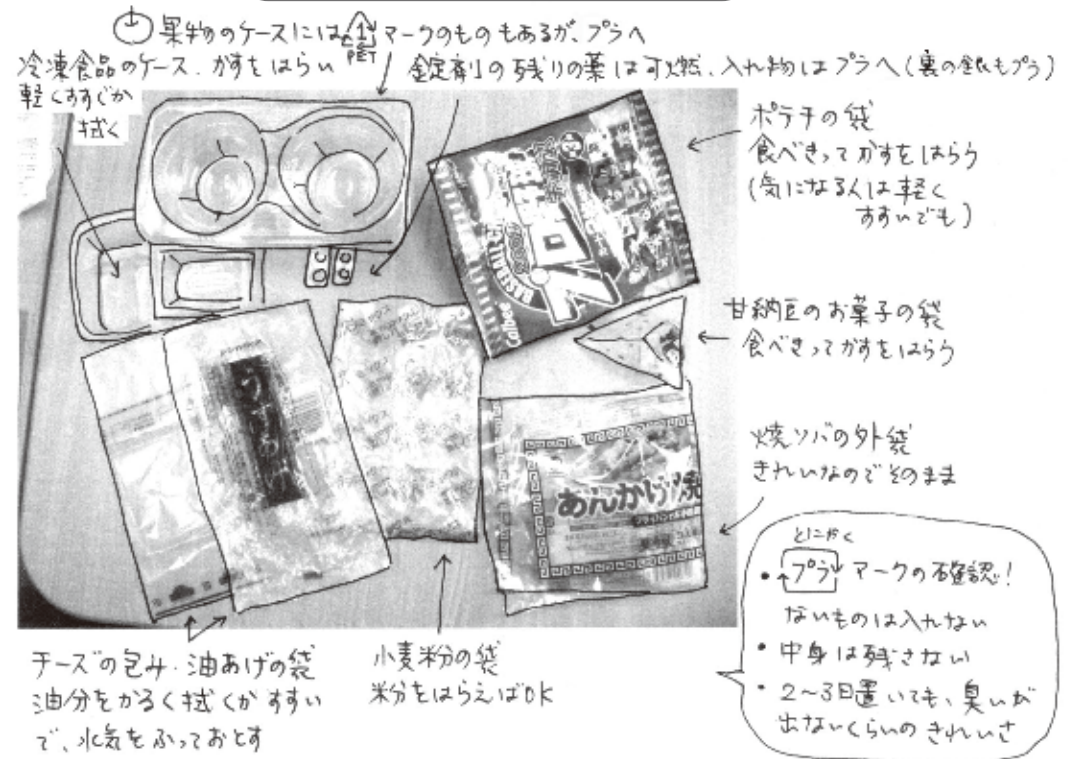 果物のケースには 1 PET マークのものもあるが、プラへ
冷凍食品のケース、かすをはらい
軽くすすぐか
拭く
錠剤の残りの薬は可燃、入れ物はプラへ（裏の銀もプラ）
ポテチの袋
食べきってかすをはらう
（気になる人は軽く
すすいでも）
甘納豆のお菓子の袋
食べきってかすをはらう
焼ソバの外袋
きれいなのでそのまま
Calbee
BASEBALL
うすあげ
あんかけ焼
チーズの包み・油あげの袋
油分をかるく拭くかすすい
で、水気をふっておとす
小麦粉の袋
粉をはらえばOK
とにかく
・プラ マークの確認！
ないものは入れない
・中身は残さない
・2〜3日置いても、臭いが
出ないくらいのきれいさ